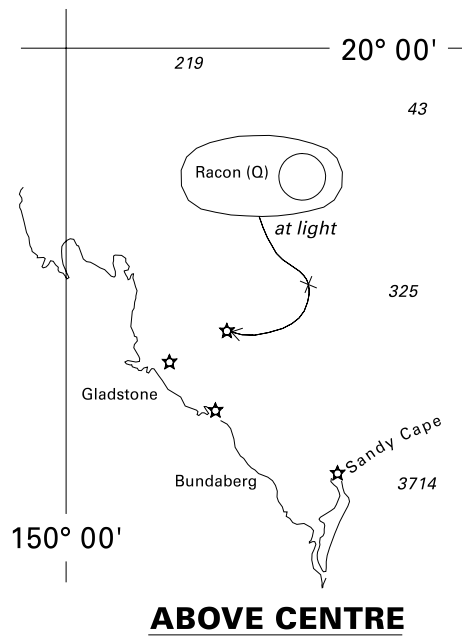 20° 00'
219
43
Racon (Q)
at light
325
Gladstone
Sandy Cape
Bundaberg
3714
150° 00'
ABOVE CENTRE